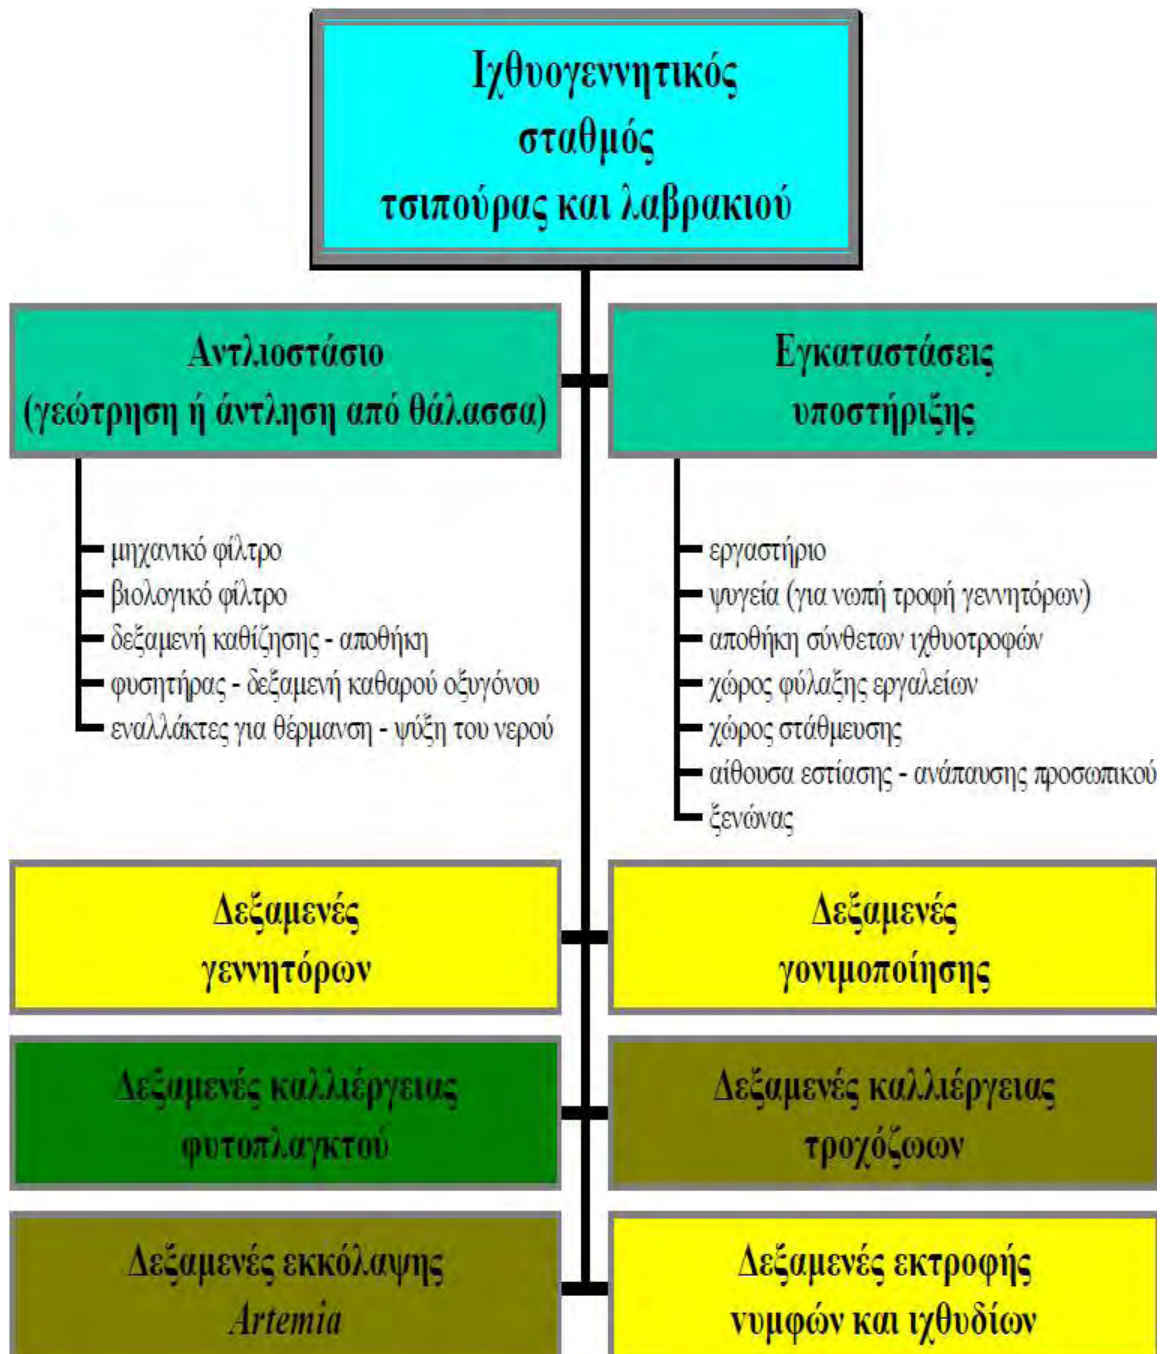 Ιχθυογεννητικός
σταθμός
τσιπούρας και λαβρακιού
Αντλιοστάσιο
(γεώτρηση ή άντληση από θάλασσα)
μηχανικό φίλτρο
βιολογικό φίλτρο
δεξαμενή καθίζησης - αποθήκη
φυσητήρας - δεξαμενή καθαρού οξυγόνου
εναλλάκτες για θέρμανση - ψύξη του νερού
Εγκαταστάσεις
υποστήριξης
εργαστήριο
ψυγεία (για νωπή τροφή γεννητόρων)
αποθήκη σύνθετων ιχθυοτροφών
χώρος φύλαξης εργαλείων
χώρος στάθμευσης
αίθουσα εστίασης - ανάπαυσης προσωπικού
ξενώνας
Δεξαμενές
γεννητόρων
Δεξαμενές
γονιμοποίησης
Δεξαμενές καλλιέργειας
φυτοπλαγκτού
Δεξαμενές καλλιέργειας
τροχόζωων
Δεξαμενές εκκόλαψης
Artemia
Δεξαμενές εκτροφής
νυμφών και ιχθυδίων